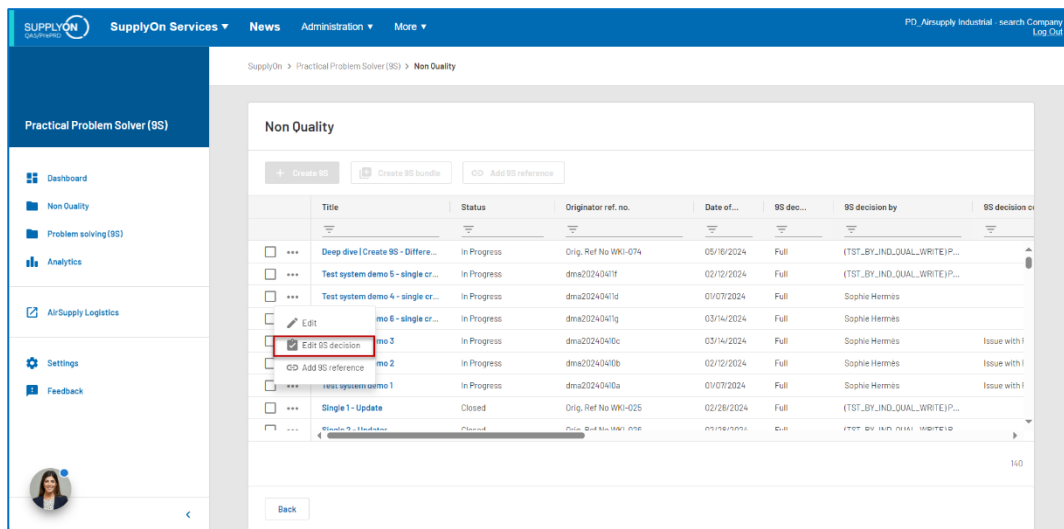 SUPPLYON
QAS/PrePRD
SupplyOn Services ▾ News Administration ▾ More ▾
PD_Airsupply Industrial - search Company
Log Out
SupplyOn > Practical Problem Solver (9S) > Non Quality
Practical Problem Solver (9S)
Dashboard
Non Quality
Problem solving (9S)
Analytics
AirSupply Logistics
Settings
Feedback
Non Quality
+ Create 9S Create 9S bundle Add 9S reference
Title Status Originator ref. no. Date of... 9S dec... 9S decision by 9S decision co
Deep dive | Create 9S - Differe... In Progress Orig. Ref No WKI-074 05/16/2024 Full (TST_BY_IND_QUAL_WRITE) P...
Test system demo 5 - single cr... In Progress dma20240411f 02/12/2024 Full (TST_BY_IND_QUAL_WRITE) P...
Test system demo 4 - single cr... In Progress dma20240411d 01/07/2024 Full Sophie Hermès
mo 6 - single cr... In Progress dma20240411g 03/14/2024 Full Sophie Hermès
mo 3 In Progress dma20240410c 03/14/2024 Full Sophie Hermès Issue with
mo 2 In Progress dma20240410b 02/12/2024 Full Sophie Hermès Issue with
Test system demo 1 In Progress dma20240410a 01/07/2024 Full Sophie Hermès Issue with
Single 1 - Update Closed Orig. Ref No WKI-025 02/28/2024 Full (TST_BY_IND_QUAL_WRITE) P...
Edit
Edit 9S decision
Add 9S reference
140
Back